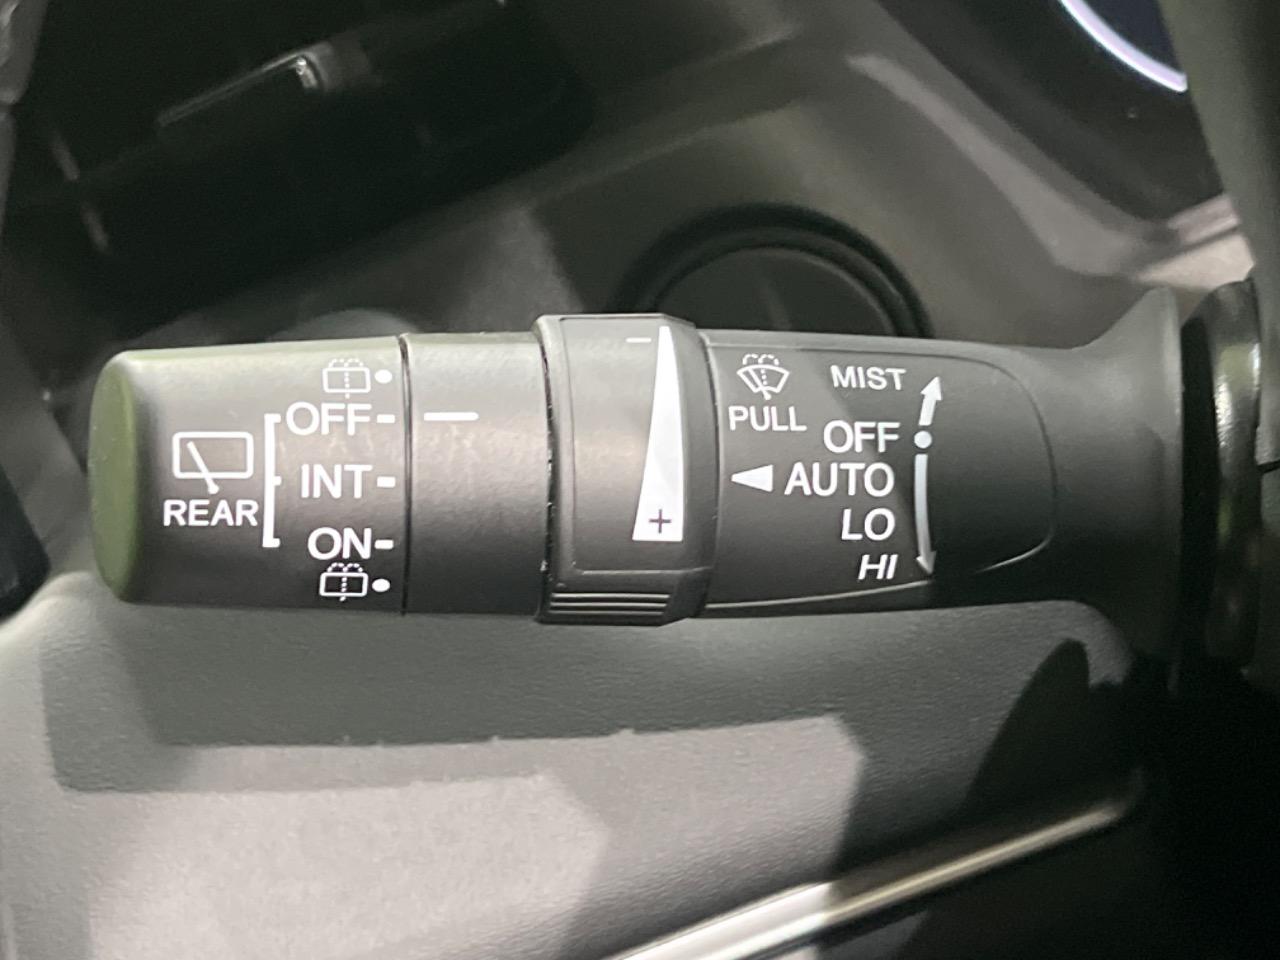 REAR
OFF-
INT-
ON-
−
+
PULL
MIST
OFF
AUTO
LO
HI